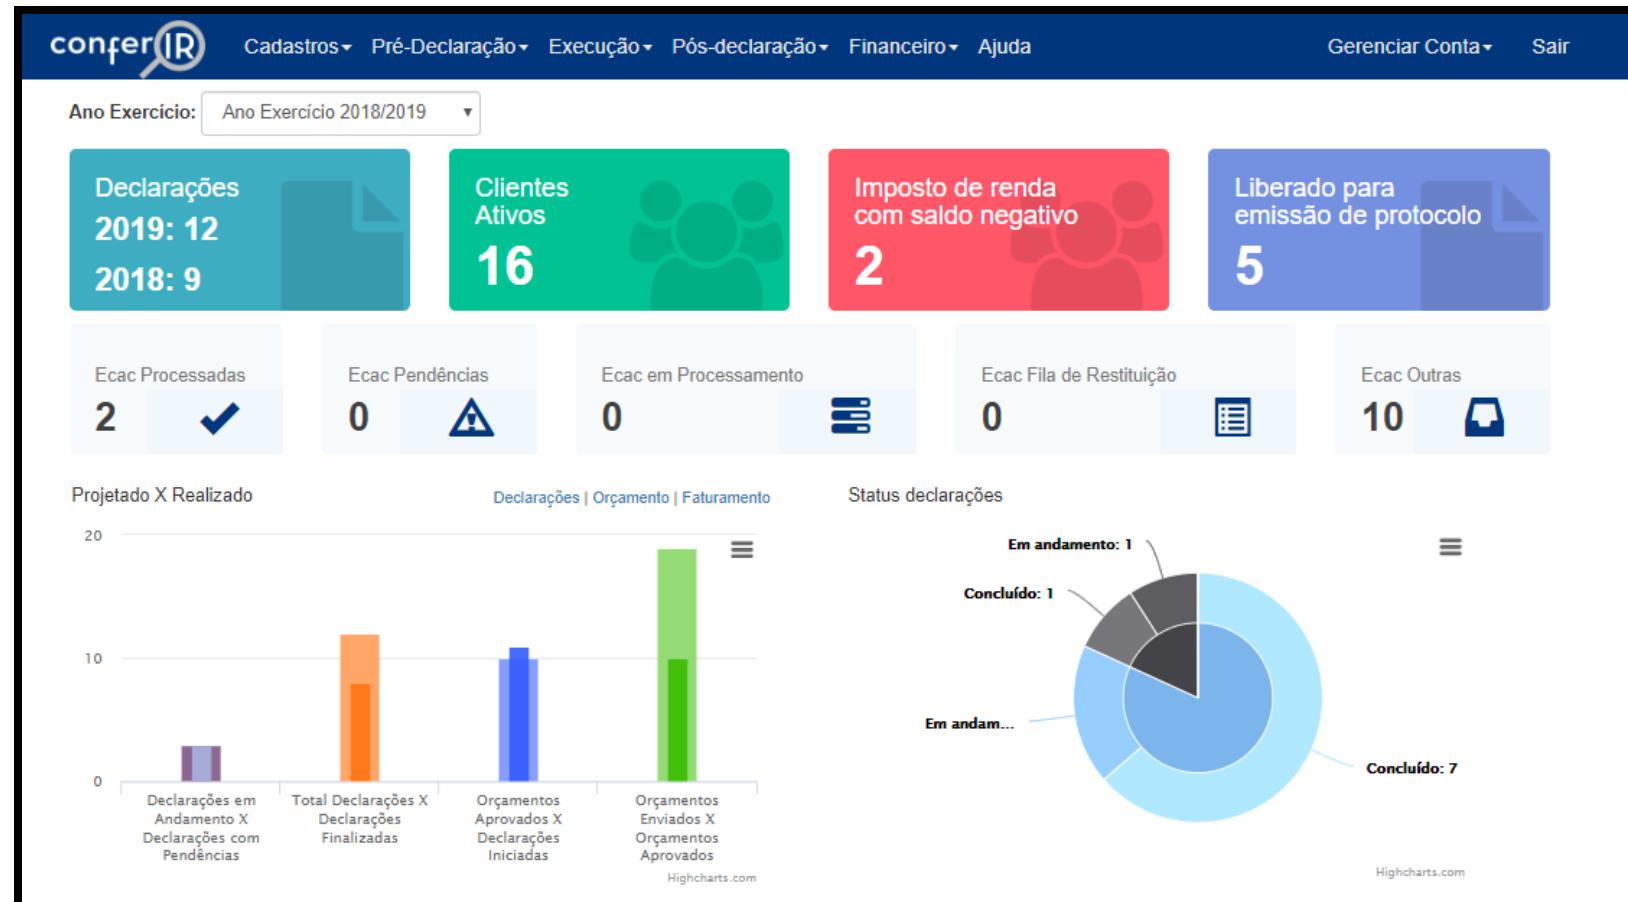 conferIR Cadastros Pré-Declaração Execução Pós-declaração Financeiro Ajuda Gerenciar Conta Sair
Ano Exercício: Ano Exercício 2018/2019
Declarações
2019: 12
2018: 9
Clientes
Ativos
16
Imposto de renda
com saldo negativo
2
Liberado para
emissão de protocolo
5
Ecac Processadas
2
Ecac Pendências
0
Ecac em Processamento
0
Ecac Fila de Restituição
0
Ecac Outras
10
Projetado X Realizado
Declarações | Orçamento | Faturamento
20
10
0
Declarações em
Andamento X
Declarações com
Pendências
Total Declarações X
Declarações
Finalizadas
Orçamentos
Aprovados X
Declarações
Iniciadas
Orçamentos
Enviados X
Orçamentos
Aprovados
Highcharts.com
Status declarações
Em andamento: 1
Concluído: 1
Em andam...
Concluído: 7
Highcharts.com